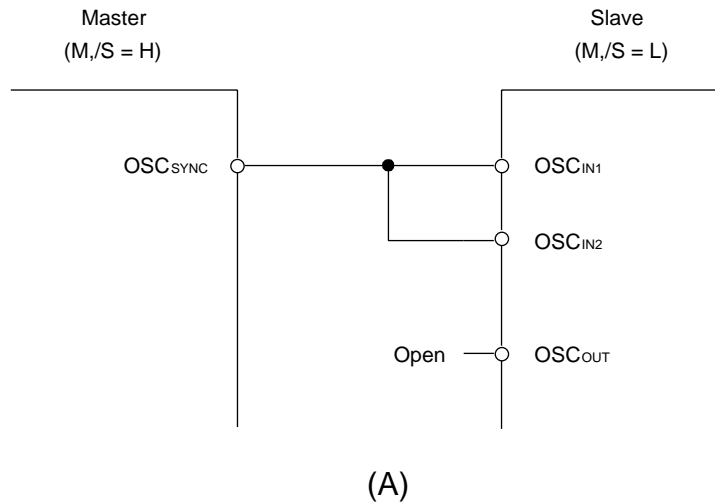 Master
(M,/S = H)
Slave
(M,/S = L)
OSCSYNC
OSCIN1
OSCIN2
Open
OSCOUT
(A)